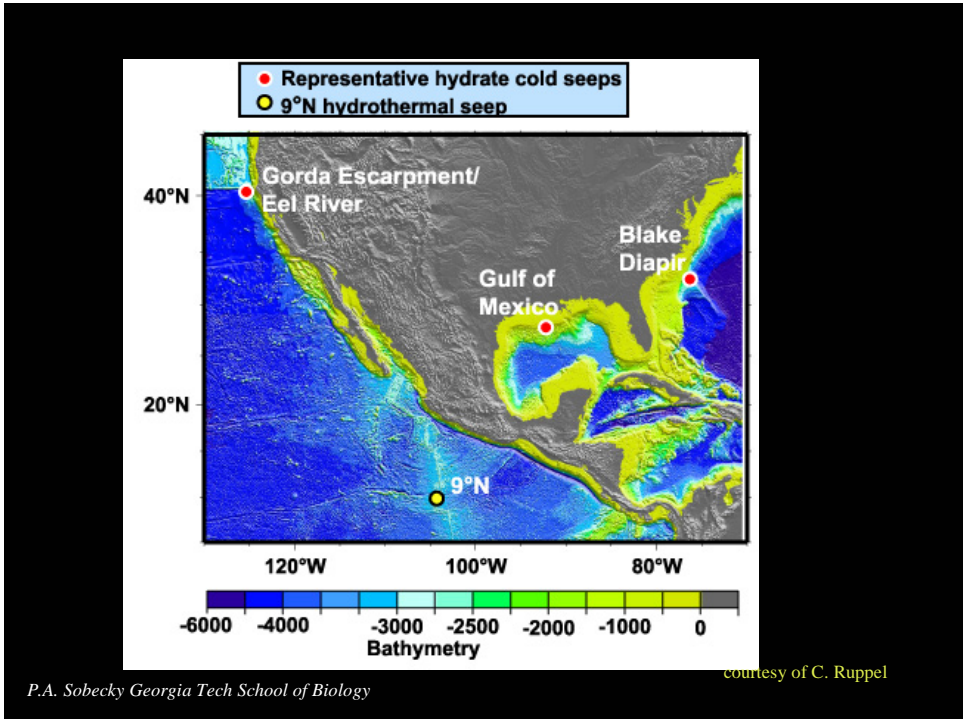 Representative hydrate cold seeps
9°N hydrothermal seep
Gorda Escarpment/
Eel River
Blake
Diapir
Gulf of
Mexico
9°N
40°N
20°N
120°W 100°W 80°W
-6000 -4000 -3000 -2500 -2000 -1000 0
Bathymetry
courtesy of C. Ruppel
P.A. Sobecky Georgia Tech School of Biology